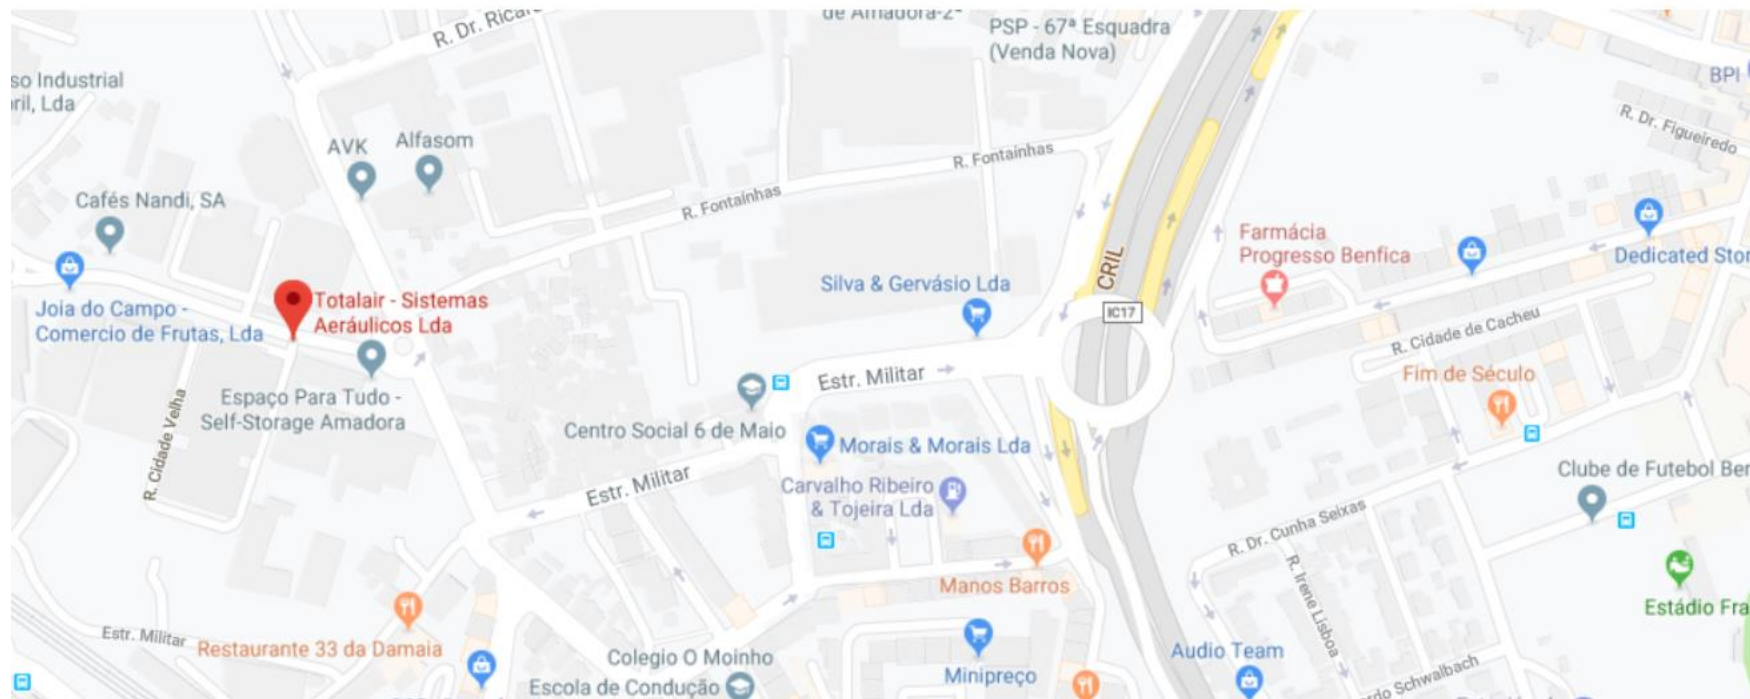 R. Dr. Ricar
de Amadora-2ª
PSP - 67ª Esquadra
(Venda Nova)
so Industrial
ril, Lda
BPI
R. Dr. Figueiredo
AVK
Alfasom
R. Fontaínhas
Cafés Nandi, SA
R. Fontaínhas
Farmácia
Progresso Benfica
CRIL
Dedicated Stor
Silva & Gervásio Lda
Joia do Campo -
Comercio de Frutas, Lda
Totalair - Sistemas
Aeráulicos Lda
IC17
R. Cidade de Cacheu
Estr. Militar
Fim de Século
Espaço Para Tudo -
Self-Storage Amadora
R. Cidade Velha
Centro Social 6 de Maio
Morais & Morais Lda
Estr. Militar
Carvalho Ribeiro
& Tojeira Lda
Clube de Futebol Ben
R. Dr. Cunha Seixas
R. Irene Lisboa
Manos Barros
Estádio Fra
Estr. Militar
Restaurante 33 da Damaia
Colegio O Moinho
Escola de Condução
Minipreço
Audio Team
rdo Schwalbach